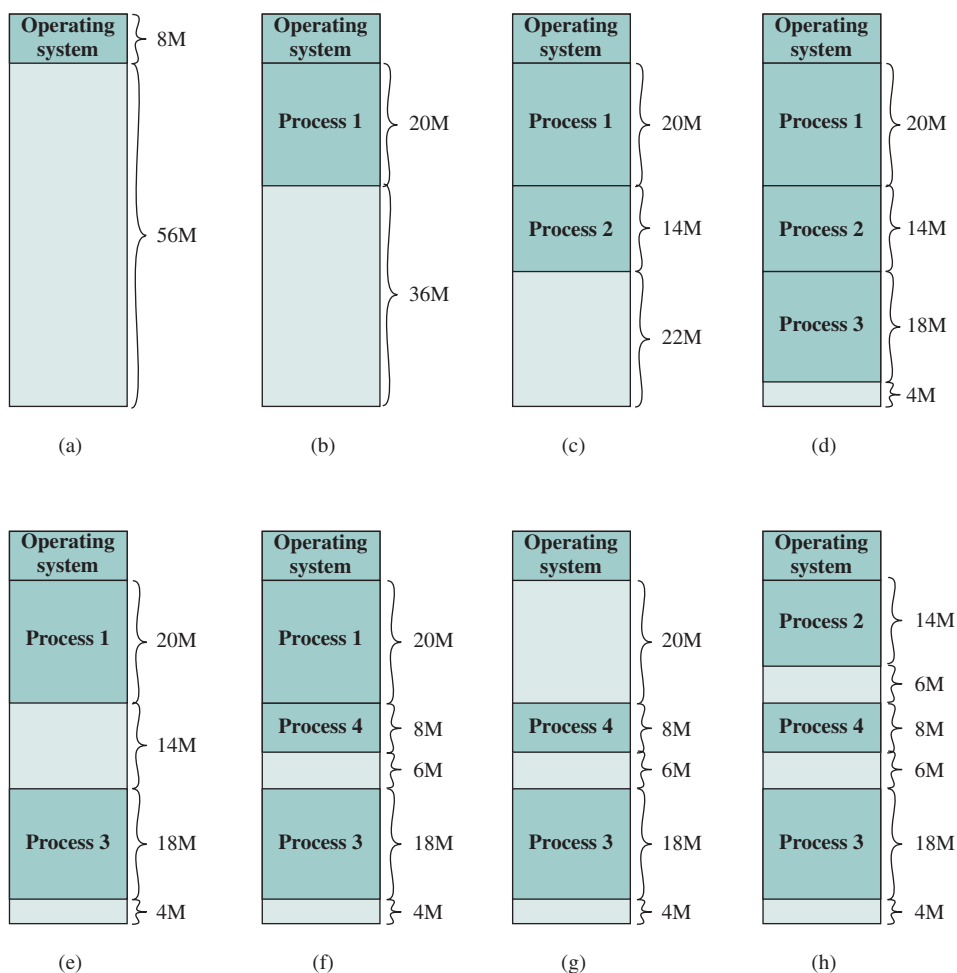 Operating
system
8M
56M
(a)
Operating
system
Process 1
20M
36M
(b)
Operating
system
Process 1
20M
Process 2
14M
22M
(c)
Operating
system
Process 1
20M
Process 2
14M
Process 3
18M
4M
(d)
Operating
system
Process 1
20M
14M
Process 3
18M
4M
(e)
Operating
system
Process 1
20M
Process 4
8M
6M
Process 3
18M
4M
(f)
Operating
system
20M
Process 4
8M
6M
Process 3
18M
4M
(g)
Operating
system
Process 2
14M
6M
Process 4
8M
6M
Process 3
18M
4M
(h)